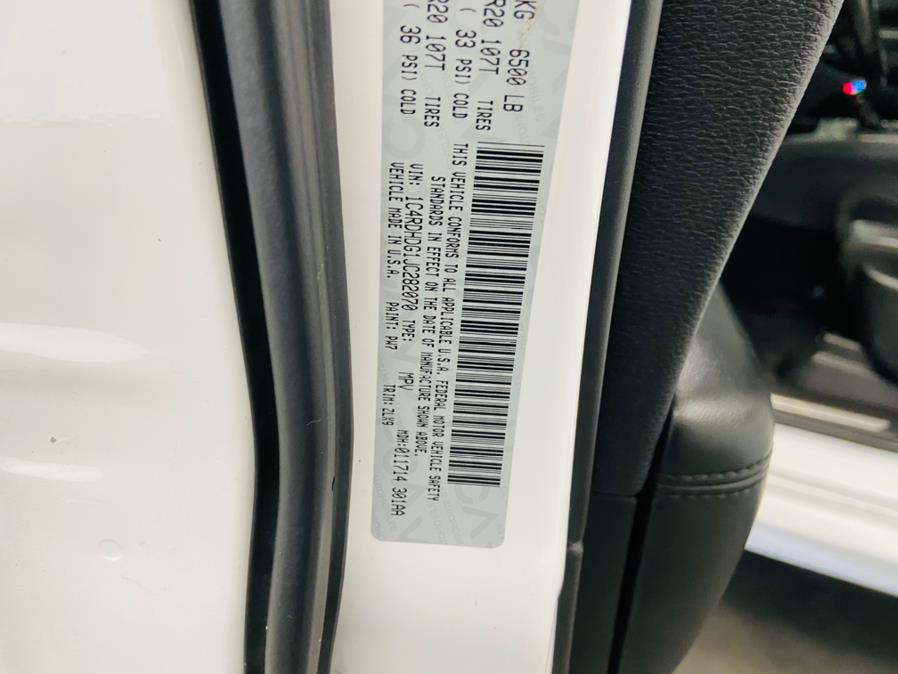 KG 6500 LB
R20 107T TIRES
( 33 PSI) COLD
R20 107T TIRES
( 36 PSI) COLD
THIS VEHICLE CONFORMS TO ALL APPLICABLE U.S.A. FEDERAL MOTOR VEHICLE SAFETY
STANDARDS IN EFFECT ON THE DATE OF MANUFACTURE SHOWN ABOVE.
VIN: 1C4RDHDG1JC282070 TYPE: MPV MDH:011714 301AA
VEHICLE MADE IN U.S.A. PAINT: PW7 TRIM: ZLX9